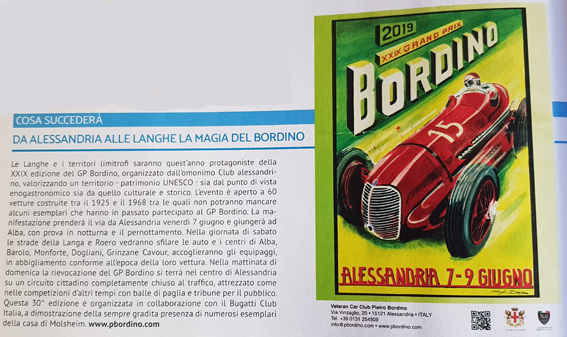 COSA SUCCEDERÀ
DA ALESSANDRIA ALLE LANGHE LA MAGIA DEL BORDINO
Le Langhe e i territori limitrofi saranno quest'anno protagoniste della
XXIX edizione del GP Bordino, organizzato dall'omonimo Club alessandri-
no, valorizzando un territorio - patrimonio UNESCO - sia dal punto di vista
enogastronomico sia da quello culturale e storico. L'evento è aperto a 60
vetture costruite tra il 1925 e il 1968 tra le quali non potranno mancare
alcuni esemplari che hanno in passato partecipato al GP Bordino. La ma-
nifestazione prenderà il via da Alessandria venerdì 7 giugno e giungerà ad
Alba, con prova in notturna e il pernottamento. Nella giornata di sabato
le strade della Langa e Roero vedranno sfilare le auto e i centri di Alba,
Barolo, Monforte, Dogliani, Grinzane Cavour, accoglieranno gli equipaggi,
in abbigliamento conforme all'epoca della loro vettura. Nella mattinata di
domenica la rievocazione del GP Bordino si terrà nel centro di Alessandria
su un circuito cittadino completamente chiuso al traffico, attrezzato come
nelle competizioni d'altri tempi con balle di paglia e tribune per il pubblico.
Questa 30° edizione è organizzata in collaborazione con il Bugatti Club
Italia, a dimostrazione della sempre gradita presenza di numerosi esemplari
della casa di Molsheim. www.pbordino.com
2019
XXIX GRAND PRIX
BORDINO
15
ALESSANDRIA 7-9 GIUGNO
Veteran Car Club Pietro Bordino
Via Vinzaglio, 20 • 15121 Alessandria • ITALY
Tel. +39 0131 254509
info@pbordino.com • www.pbordino.com